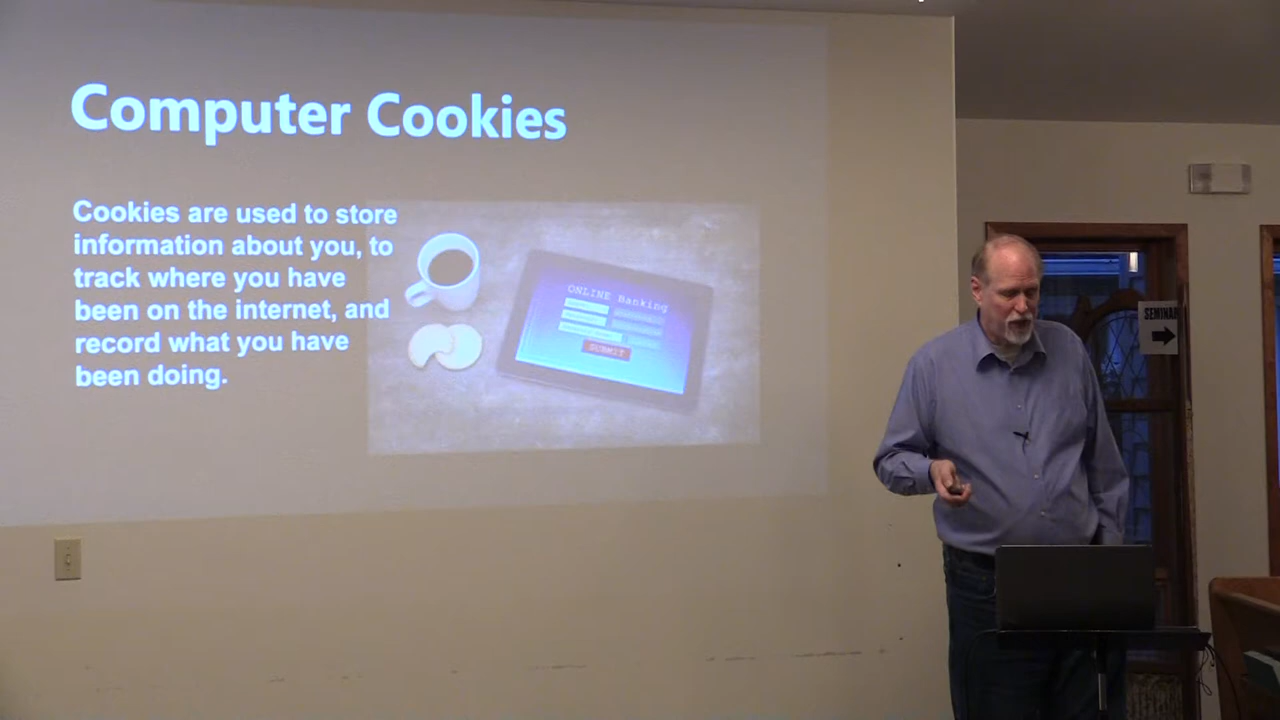 Computer Cookies
Cookies are used to store
information about you, to
track where you have
been on the internet, and
record what you have
been doing.
ONLINE Banking
SUBMIT
SEMINAR